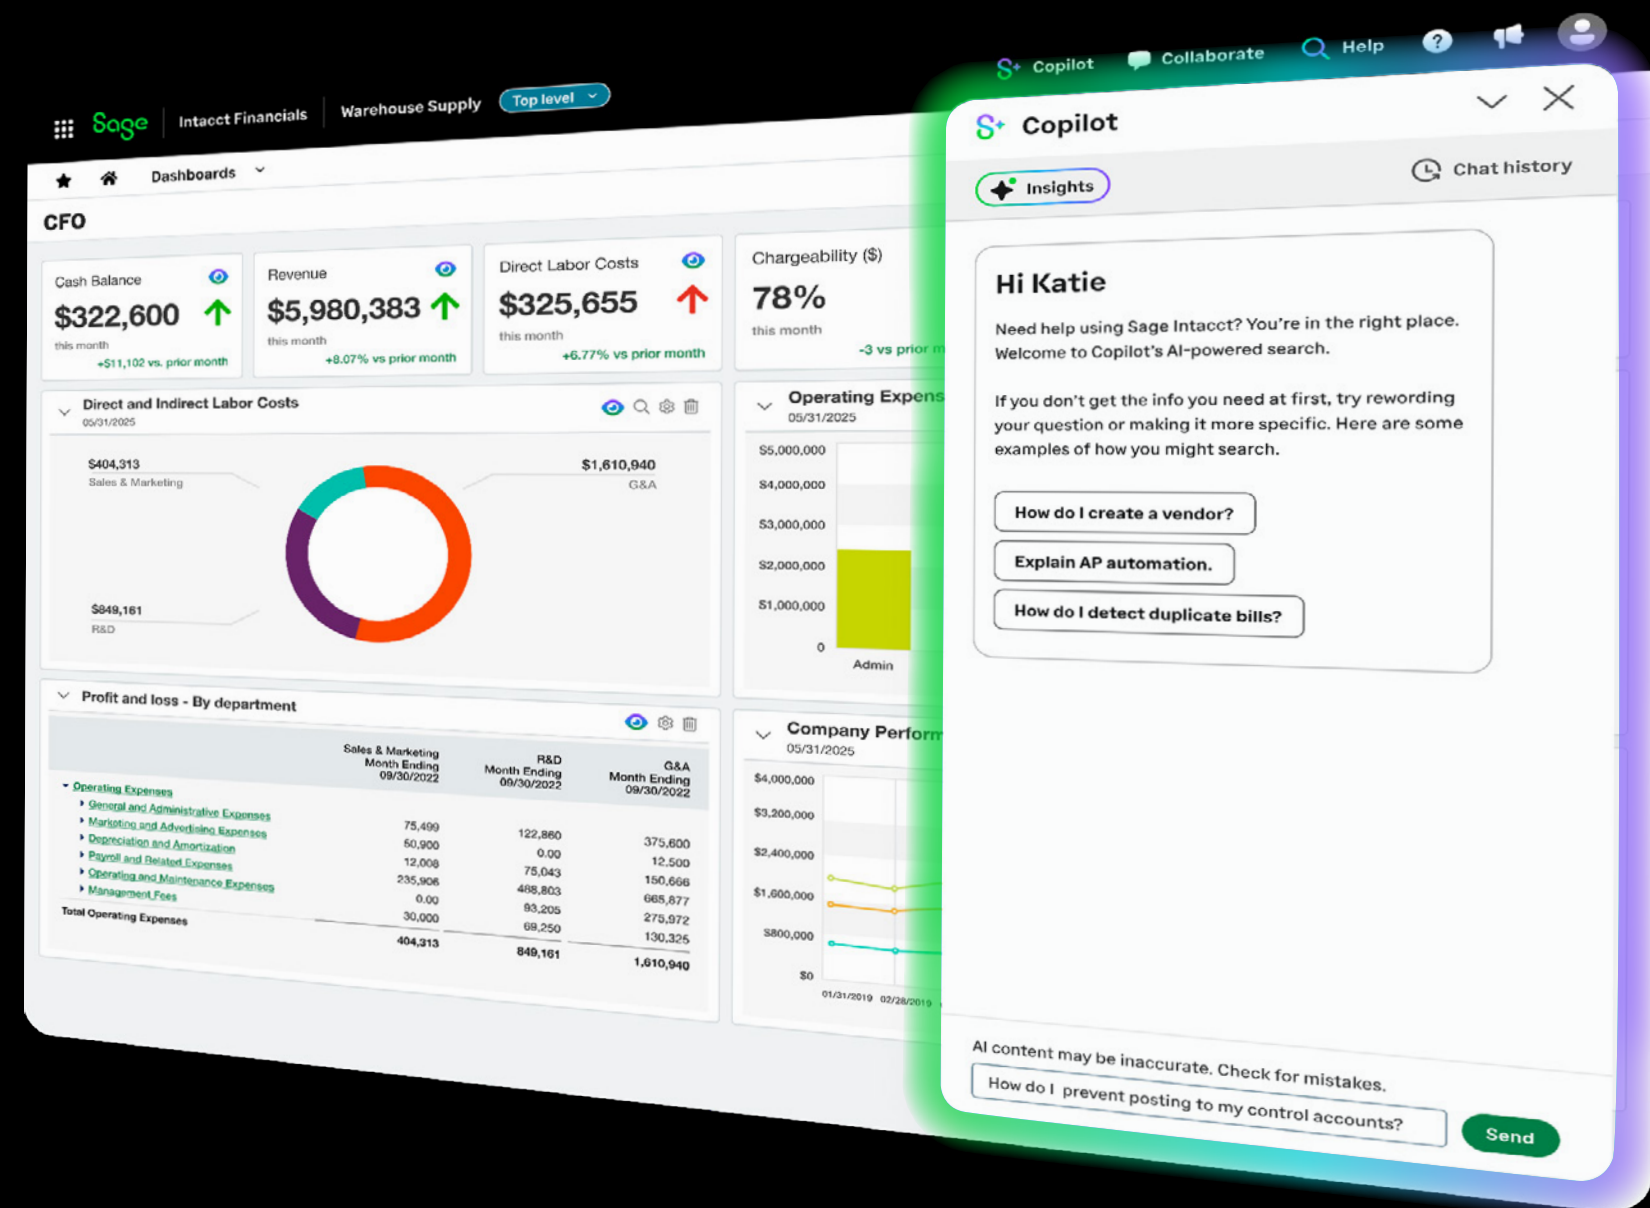 Sage
Intacct Financials
Warehouse Supply
Top level
Copilot
Collaborate
Help
?
Dashboards
CFO
Cash Balance
$322,600
this month
+$11,102 vs. prior month
Revenue
$5,980,383
this month
+8.07% vs prior month
Direct Labor Costs
$325,655
this month
+6.77% vs prior month
Chargeability ($)
78%
this month
-3 vs prior m
Direct and Indirect Labor Costs
05/31/2025
$404,313
Sales & Marketing
$1,610,940
G&A
$849,161
R&D
Operating Expens
05/31/2025
$5,000,000
$4,000,000
$3,000,000
$2,000,000
$1,000,000
0
Admin
Profit and loss - By department
Sales & Marketing
Month Ending
09/30/2022
R&D
Month Ending
09/30/2022
G&A
Month Ending
09/30/2022
Operating Expenses
General and Administrative Expenses 75,499 122,860 375,600
Marketing and Advertising Expenses 50,900 0.00 12,500
Depreciation and Amortization 12,008 75,043 150,666
Payroll and Related Expenses 235,906 488,803 665,877
Operating and Maintenance Expenses 0.00 93,205 275,972
Management Fees 30,000 69,250 130,325
Total Operating Expenses 404,313 849,161 1,610,940
Company Perform
05/31/2025
$4,000,000
$3,200,000
$2,400,000
$1,600,000
$800,000
$0
01/31/2019 02/28/2019
Copilot
Insights
Chat history
Hi Katie
Need help using Sage Intacct? You're in the right place.
Welcome to Copilot's AI-powered search.
If you don't get the info you need at first, try rewording
your question or making it more specific. Here are some
examples of how you might search.
How do I create a vendor?
Explain AP automation.
How do I detect duplicate bills?
AI content may be inaccurate. Check for mistakes.
How do I prevent posting to my control accounts?
Send